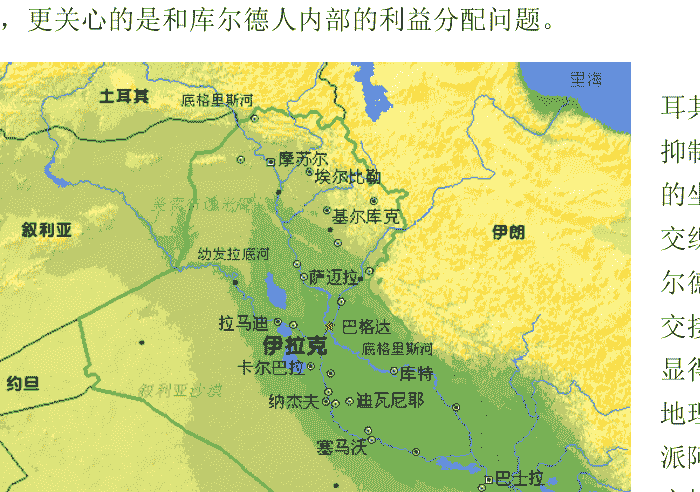 ，更关心的是和库尔德人内部的利益分配问题。
里海
土耳其
底格里斯河
摩苏尔
埃尔比勒
基尔库克
叙利亚
伊朗
幼发拉底河
萨迈拉
拉马迪
巴格达
伊拉克
底格里斯河
卡尔巴拉
库特
约旦
叙利亚沙漠
纳杰夫
迪瓦尼耶
塞马沃
巴士拉
耳其
抑制
的坐
交织
尔德
交接
显得
地理
派阿